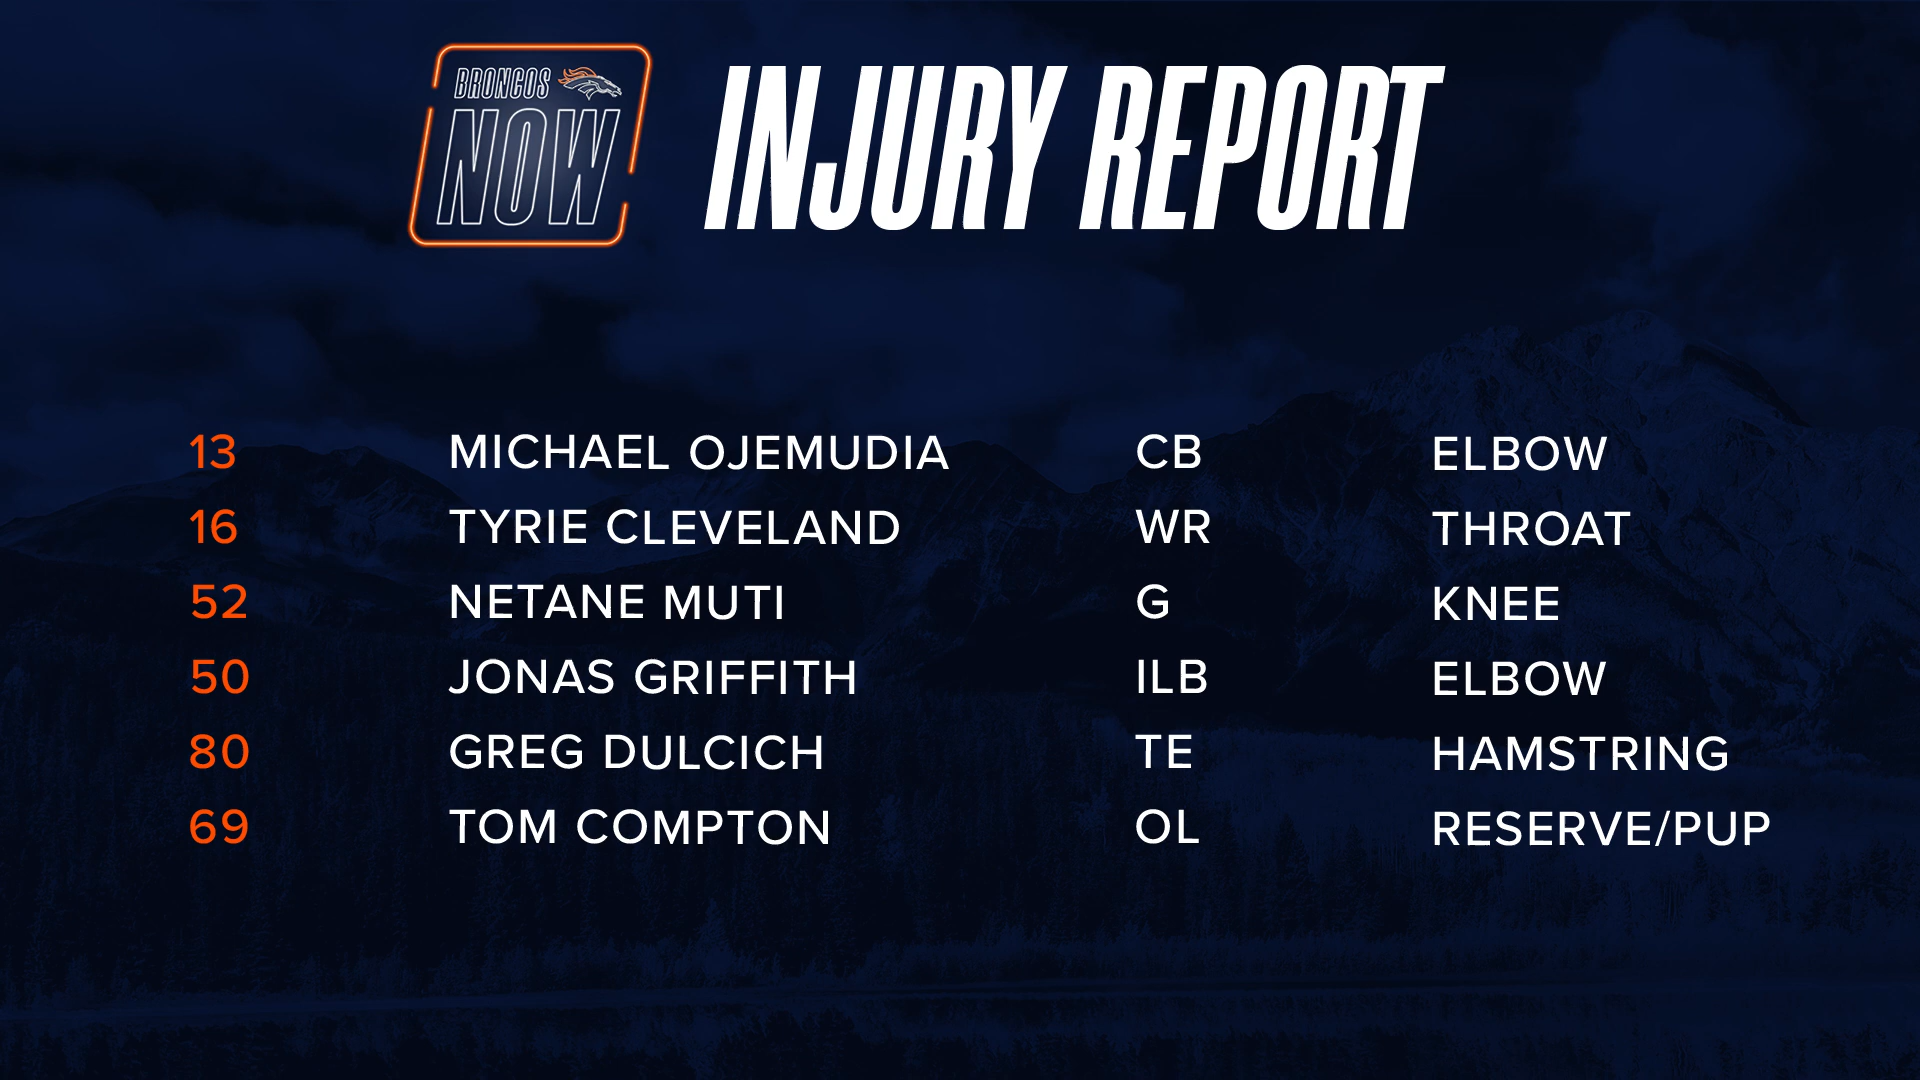 BRONCOS
NOW
INJURY REPORT
13 MICHAEL OJEMUDIA CB ELBOW
16 TYRIE CLEVELAND WR THROAT
52 NETANE MUTI G KNEE
50 JONAS GRIFFITH ILB ELBOW
80 GREG DULCICH TE HAMSTRING
69 TOM COMPTON OL RESERVE/PUP